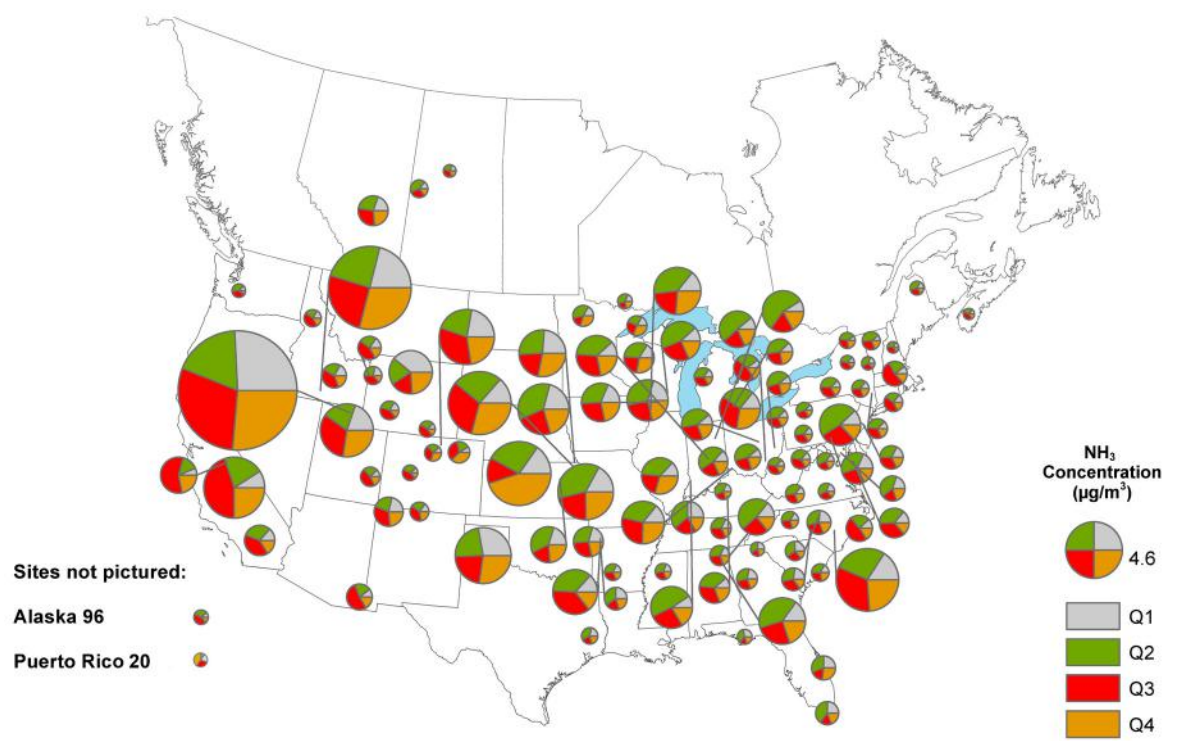 Sites not pictured:
Alaska 96
Puerto Rico 20
NH₃
Concentration
(µg/m³)
4.6
Q1
Q2
Q3
Q4